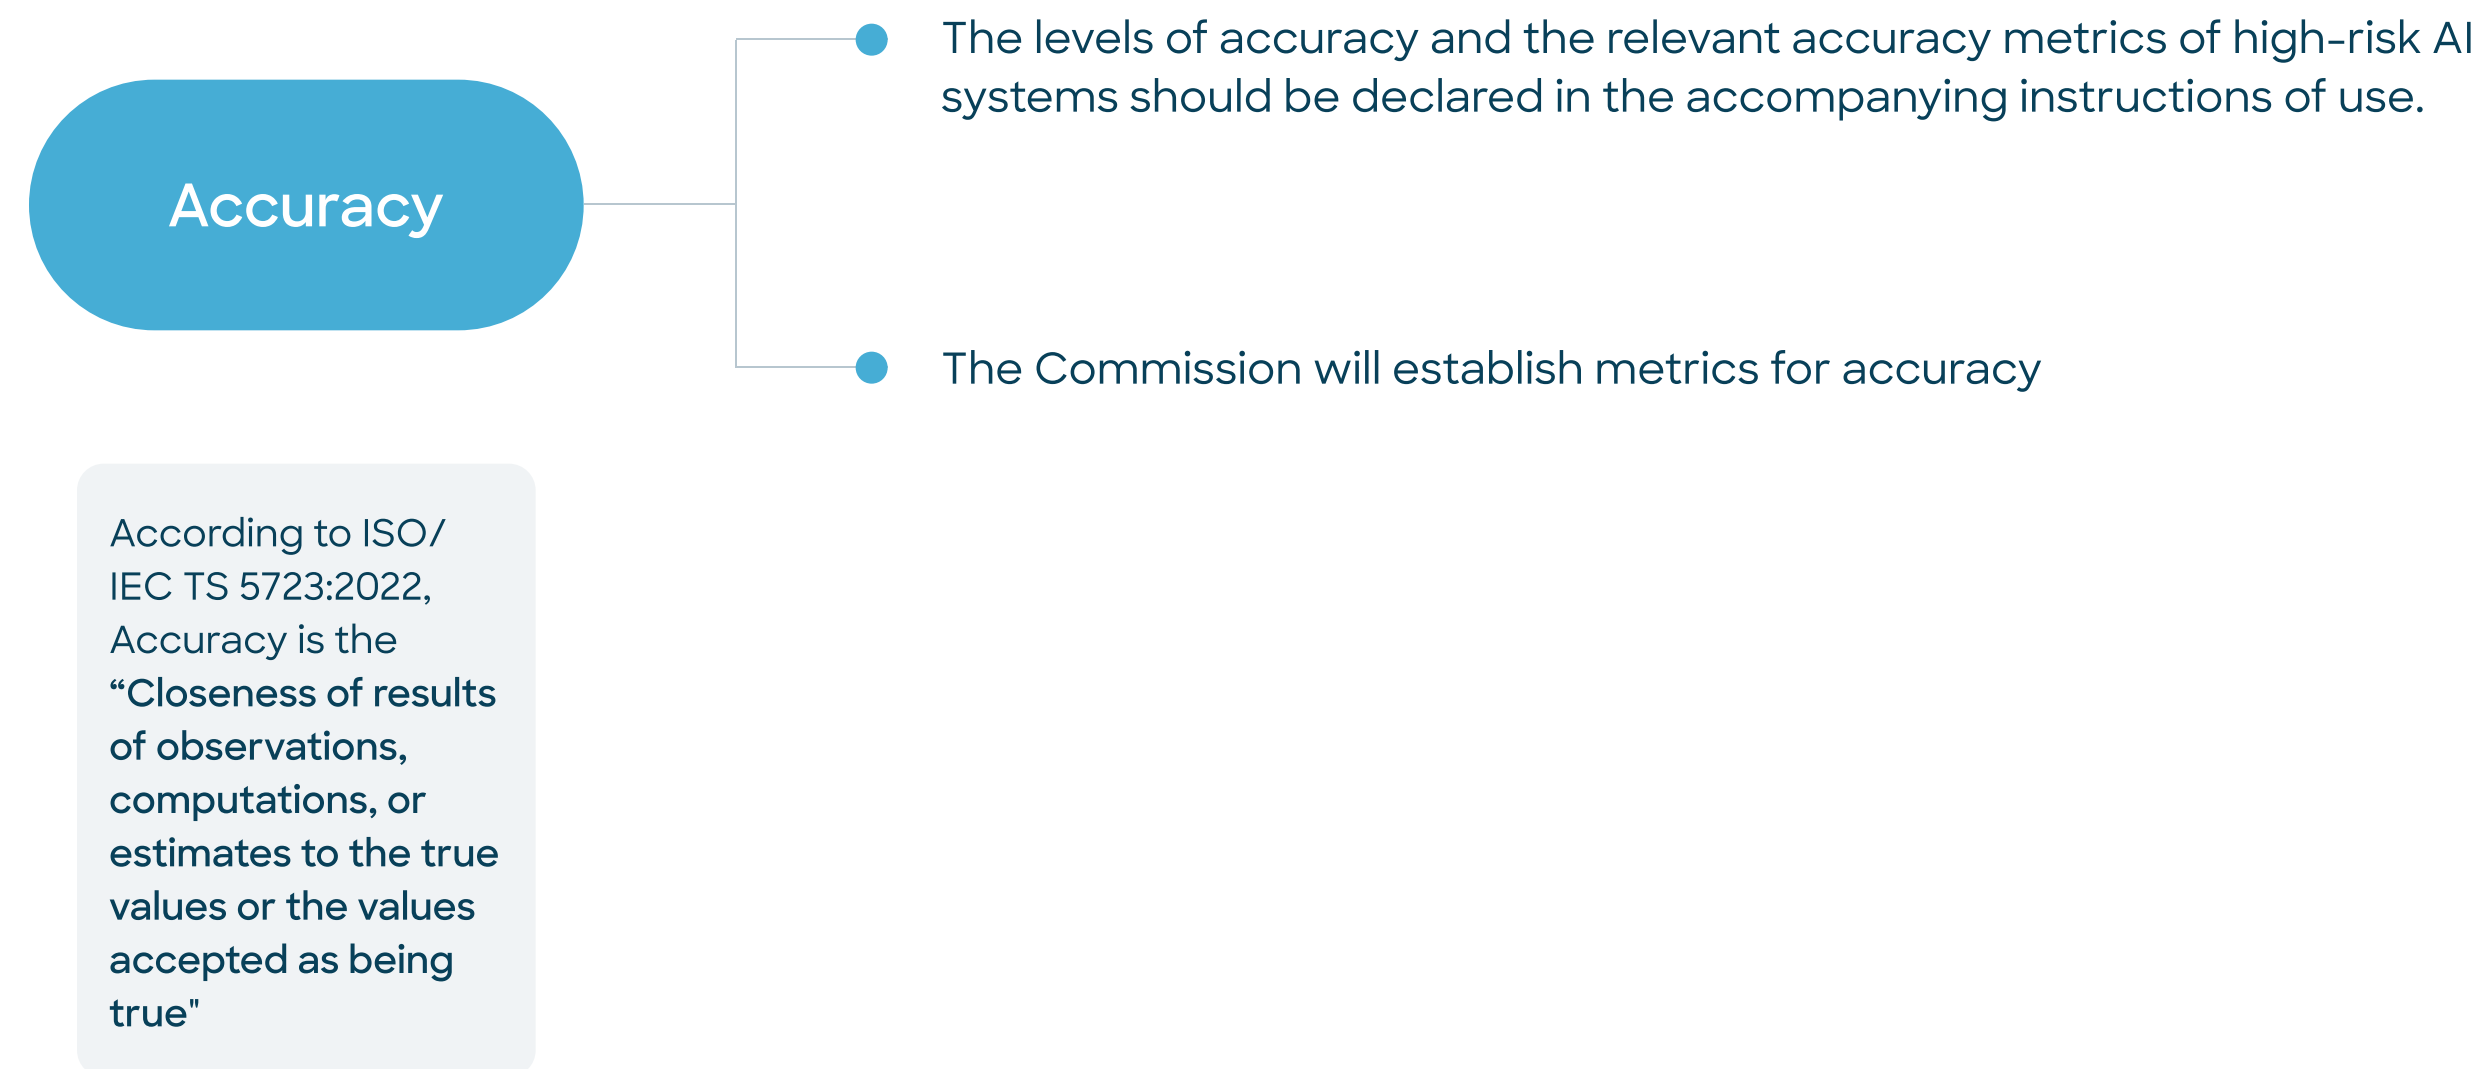 Accuracy
The levels of accuracy and the relevant accuracy metrics of high-risk AI
systems should be declared in the accompanying instructions of use.
The Commission will establish metrics for accuracy
According to ISO/
IEC TS 5723:2022,
Accuracy is the
“Closeness of results
of observations,
computations, or
estimates to the true
values or the values
accepted as being
true"